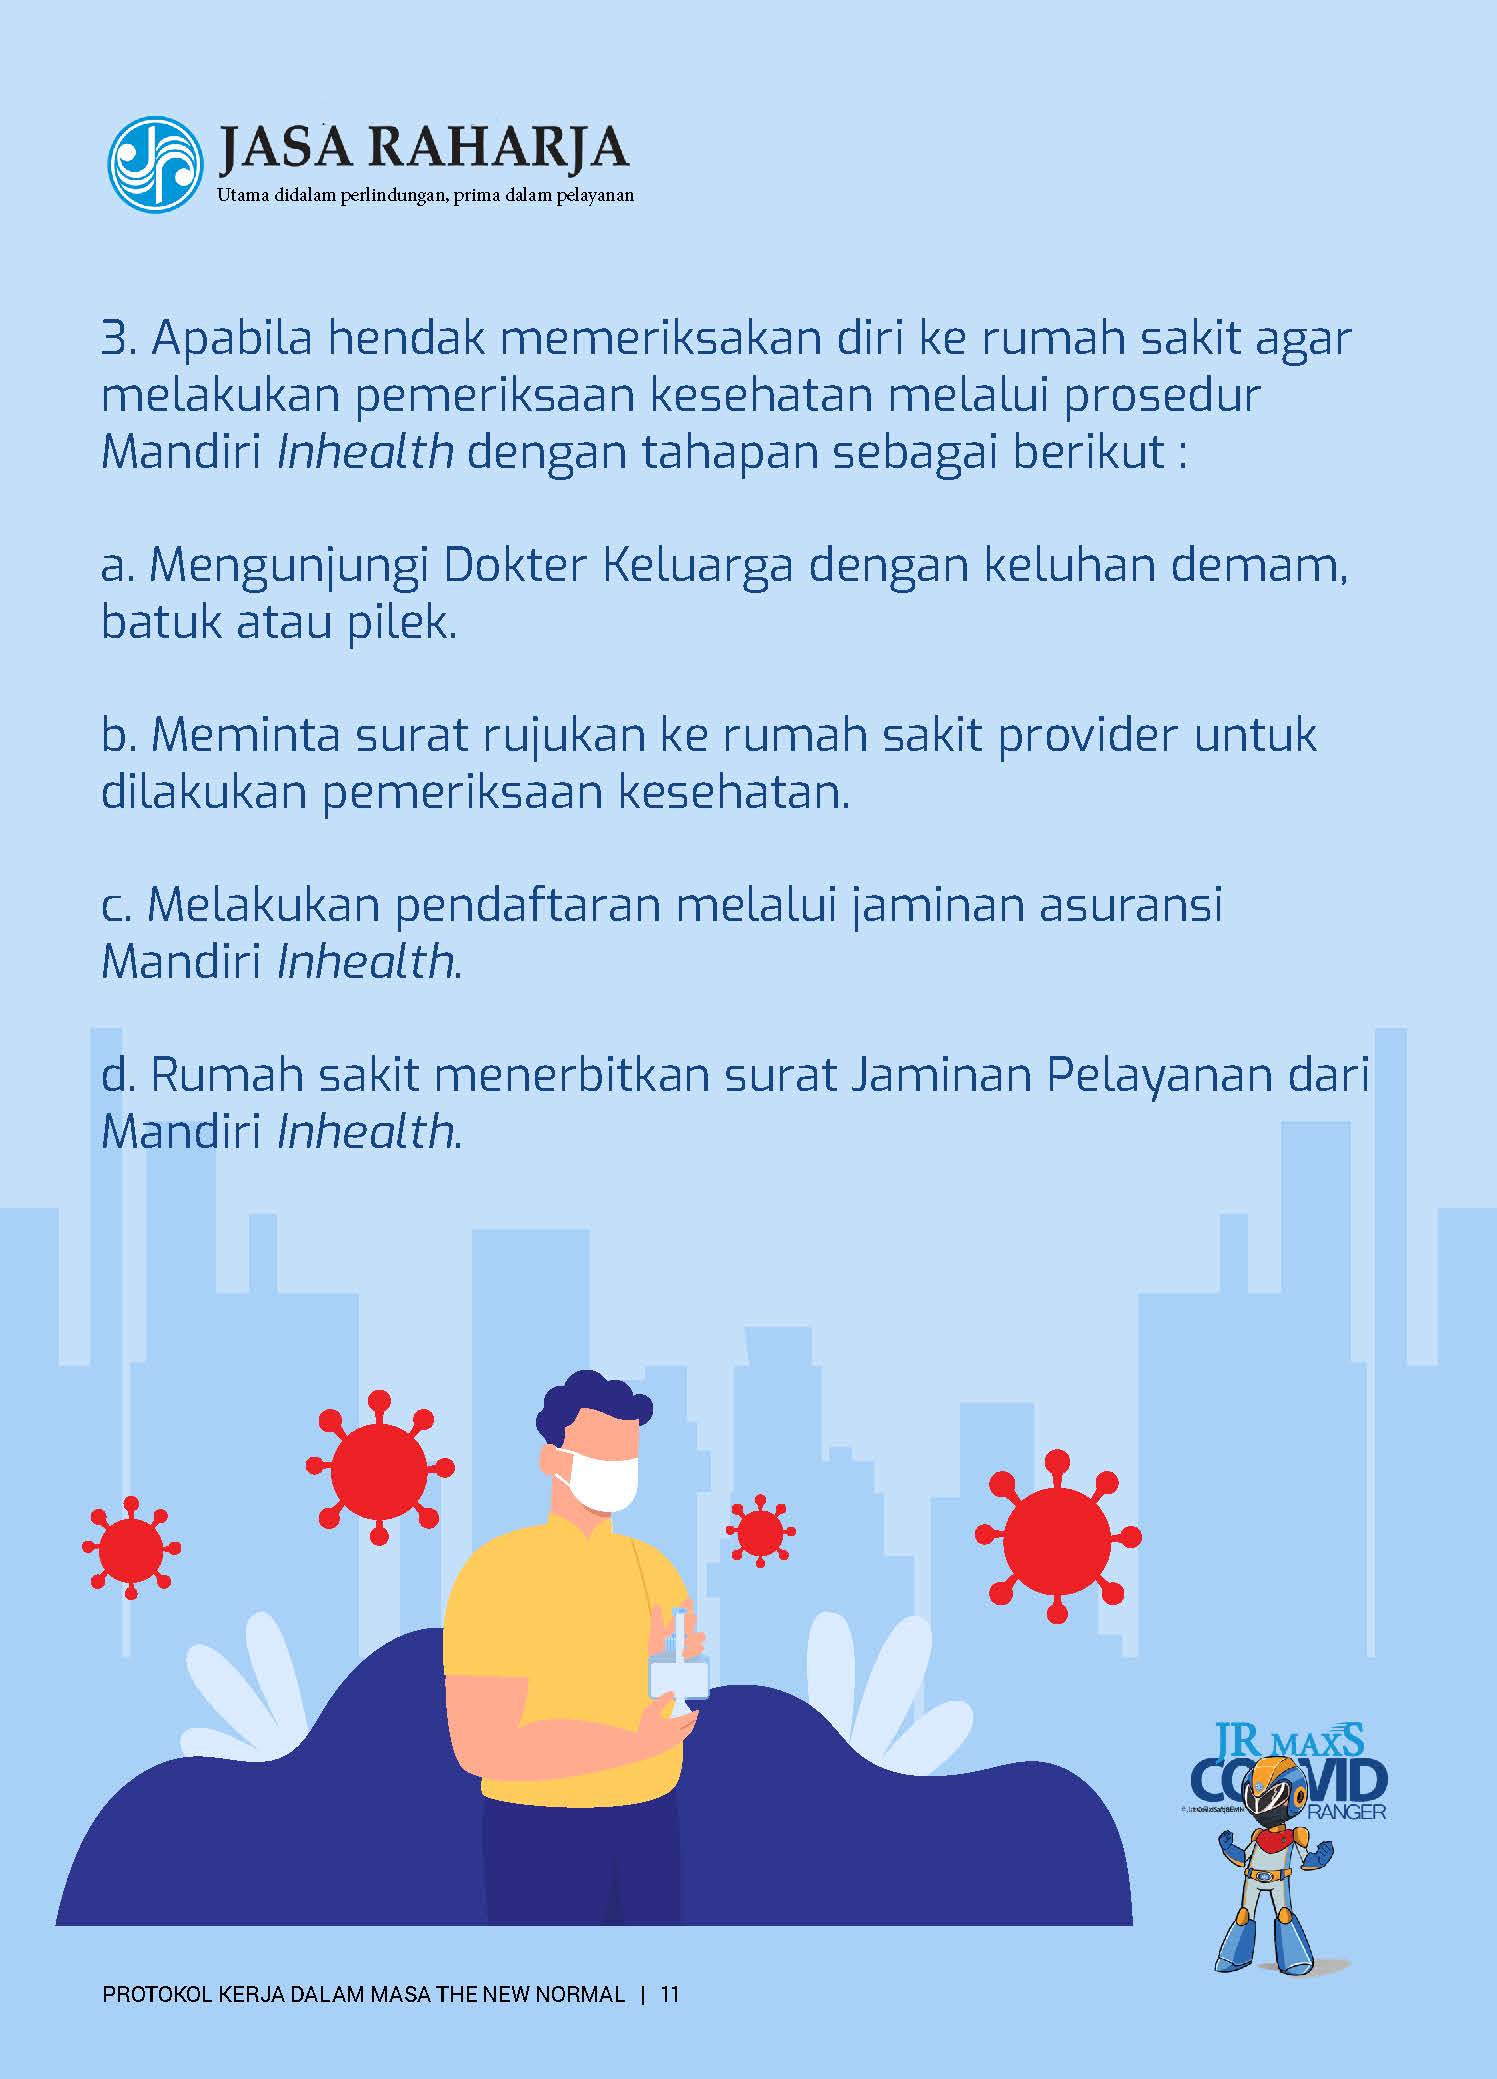 JASA RAHARJA
Utama didalam perlindungan, prima dalam pelayanan
3. Apabila hendak memeriksakan diri ke rumah sakit agar
melakukan pemeriksaan kesehatan melalui prosedur
Mandiri Inhealth dengan tahapan sebagai berikut :
a. Mengunjungi Dokter Keluarga dengan keluhan demam,
batuk atau pilek.
b. Meminta surat rujukan ke rumah sakit provider untuk
dilakukan pemeriksaan kesehatan.
c. Melakukan pendaftaran melalui jaminan asuransi
Mandiri Inhealth.
d. Rumah sakit menerbitkan surat Jaminan Pelayanan dari
Mandiri Inhealth.
JR MAXS
COVID
RANGER
PROTOKOL KERJA DALAM MASA THE NEW NORMAL | 11